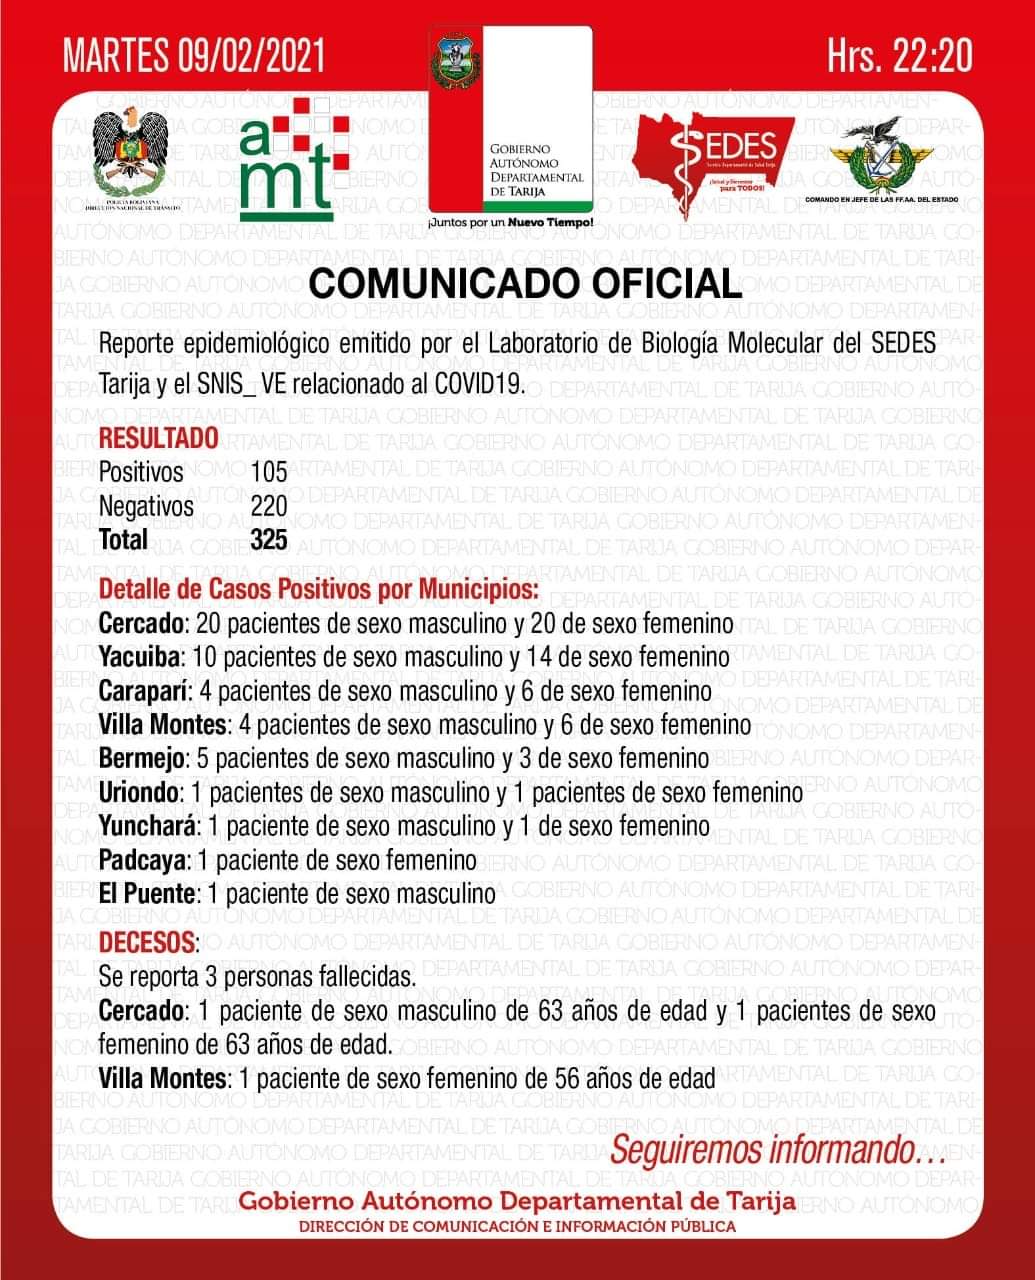 MARTES 09/02/2021
Hrs. 22:20
POLICIA BOLIVIANA
DIRECCION NACIONAL DE TRÁNSITO
amt
GOBIERNO
AUTÓNOMO
DEPARTAMENTAL
DE TARIJA
¡Juntos por un Nuevo Tiempo!
SEDES
Servicio Departamental de Salud Tarija
¡Salud y Bienestar
para TODOS!
COMANDO EN JEFE DE LAS FF.AA. DEL ESTADO
COMUNICADO OFICIAL
Reporte epidemiológico emitido por el Laboratorio de Biología Molecular del SEDES
Tarija y el SNIS_ VE relacionado al COVID19.
RESULTADO
Positivos 105
Negativos 220
Total 325
Detalle de Casos Positivos por Municipios:
Cercado: 20 pacientes de sexo masculino y 20 de sexo femenino
Yacuiba: 10 pacientes de sexo masculino y 14 de sexo femenino
Caraparí: 4 pacientes de sexo masculino y 6 de sexo femenino
Villa Montes: 4 pacientes de sexo masculino y 6 de sexo femenino
Bermejo: 5 pacientes de sexo masculino y 3 de sexo femenino
Uriondo: 1 pacientes de sexo masculino y 1 pacientes de sexo femenino
Yunchará: 1 paciente de sexo masculino y 1 de sexo femenino
Padcaya: 1 paciente de sexo femenino
El Puente: 1 paciente de sexo masculino
DECESOS:
Se reporta 3 personas fallecidas.
Cercado: 1 paciente de sexo masculino de 63 años de edad y 1 pacientes de sexo
femenino de 63 años de edad.
Villa Montes: 1 paciente de sexo femenino de 56 años de edad
Seguiremos informando...
Gobierno Autónomo Departamental de Tarija
DIRECCIÓN DE COMUNICACIÓN E INFORMACIÓN PÚBLICA